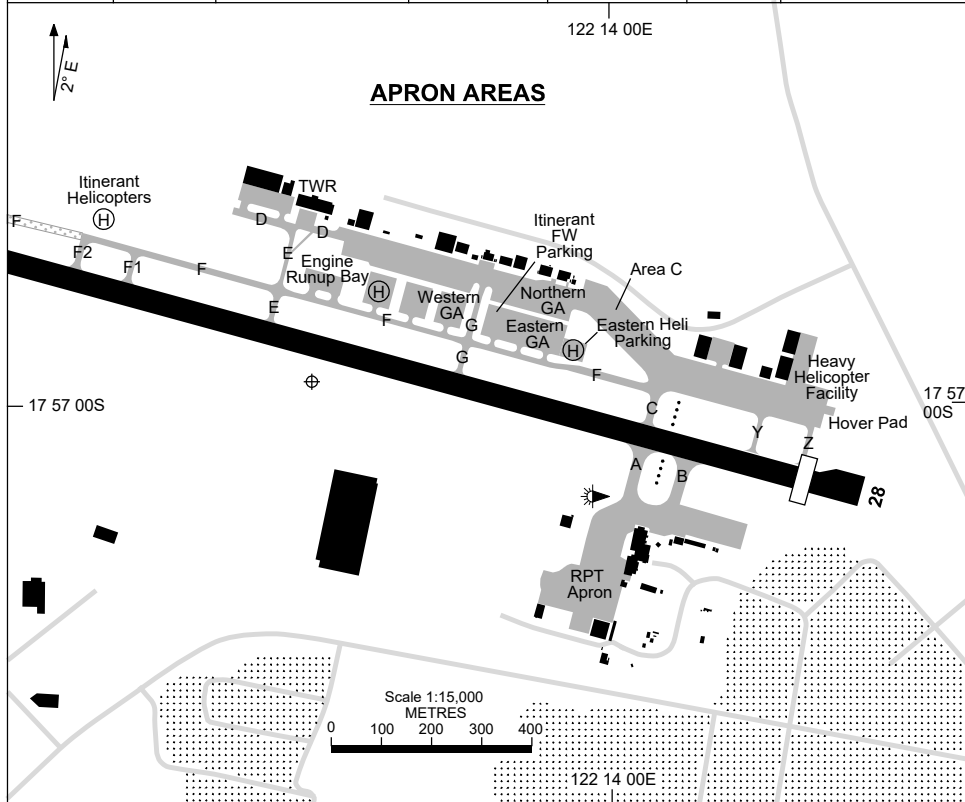 122 14 00E
2° E
APRON AREAS
Itinerant
Helicopters
H
TWR
F
D
D
Itinerant
FW
Parking
F2
F1
F
E
Engine
Runup Bay
H
Area C
Western
GA
Northern
GA
E
F
G
Eastern
GA
Eastern Heli
Parking
H
G
F
Heavy
Helicopter
Facility
17 57 00S
17 57
00S
C
Hover Pad
Y
Z
A
B
28
RPT
Apron
Scale 1:15,000
METRES
0 100 200 300 400
122 14 00E